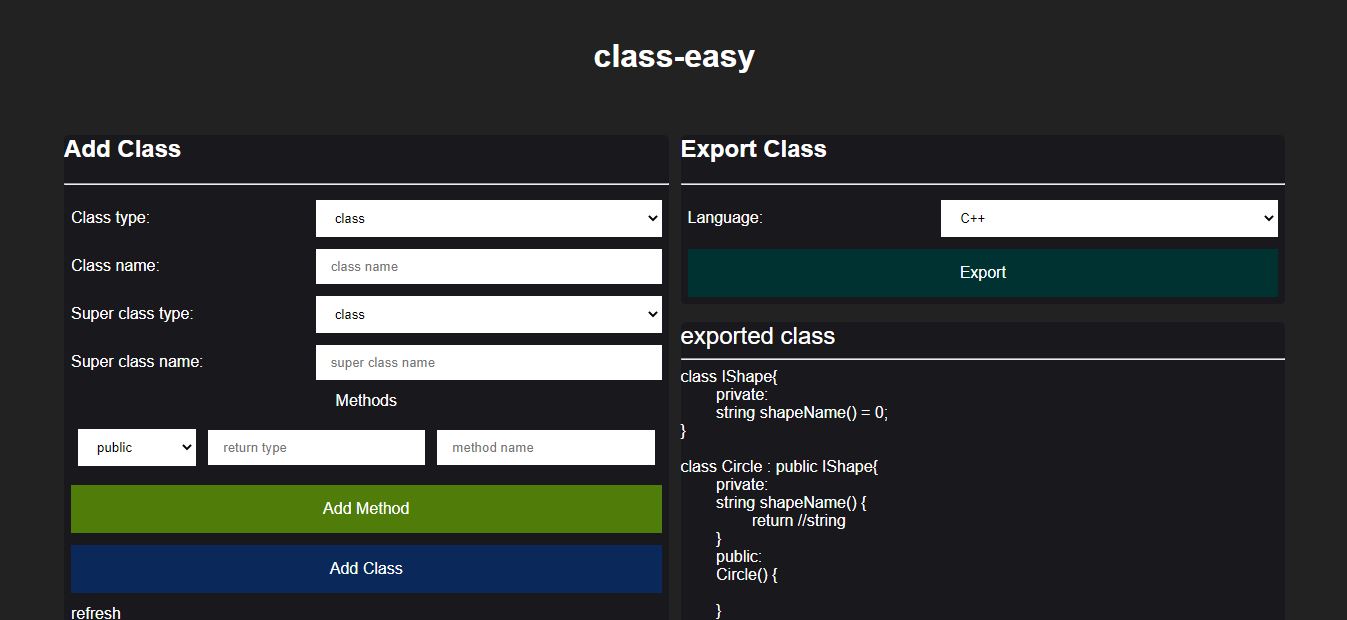 class-easy
Add Class
Class type:
class
Class name:
class name
Super class type:
class
Super class name:
super class name
Methods
public
return type
method name
Add Method
Add Class
refresh
Export Class
Language:
C++
Export
exported class
class IShape{
private:
string shapeName() = 0;
}
class Circle : public IShape{
private:
string shapeName() {
return //string
}
public:
Circle() {
}